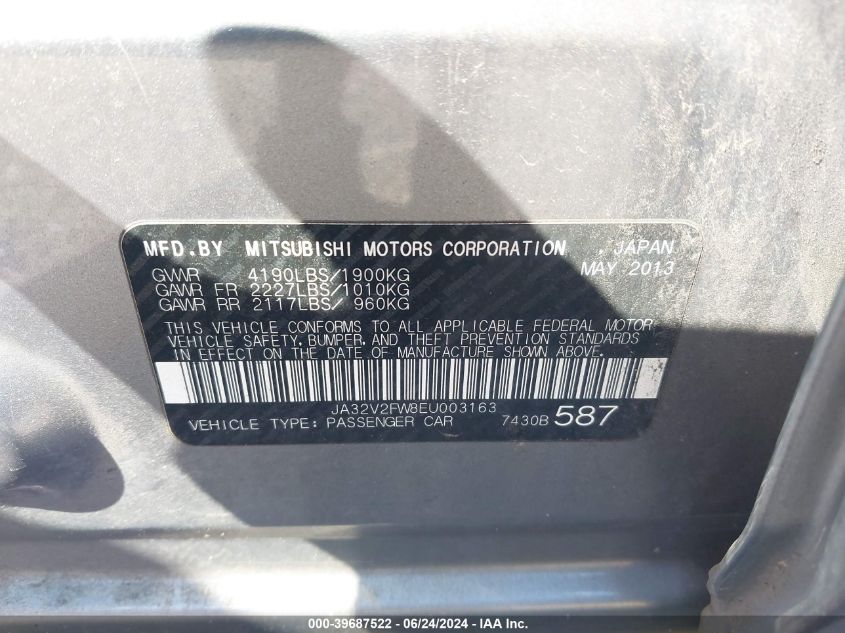 MFD.BY MITSUBISHI MOTORS CORPORATION , JAPAN
GVWR 4190LBS/1900KG MAY 2013
GAWR FR 2227LBS/1010KG
GAWR RR 2117LBS/ 960KG
THIS VEHICLE CONFORMS TO ALL APPLICABLE FEDERAL MOTOR
VEHICLE SAFETY, BUMPER, AND THEFT PREVENTION STANDARDS
IN EFFECT ON THE DATE OF MANUFACTURE SHOWN ABOVE.
JA32V2FW8EU003163
VEHICLE TYPE: PASSENGER CAR 7430B 587
000-39687522 / 06/24/2024 - IAA Inc.